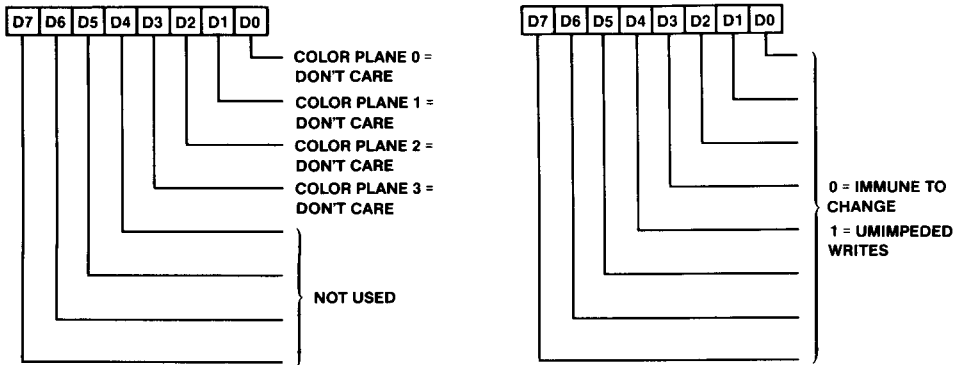 D7 D6 D5 D4 D3 D2 D1 D0
COLOR PLANE 0 =
DON'T CARE
COLOR PLANE 1 =
DON'T CARE
COLOR PLANE 2 =
DON'T CARE
COLOR PLANE 3 =
DON'T CARE
NOT USED
D7 D6 D5 D4 D3 D2 D1 D0
0 = IMMUNE TO
CHANGE
1 = UMIMPEDED
WRITES